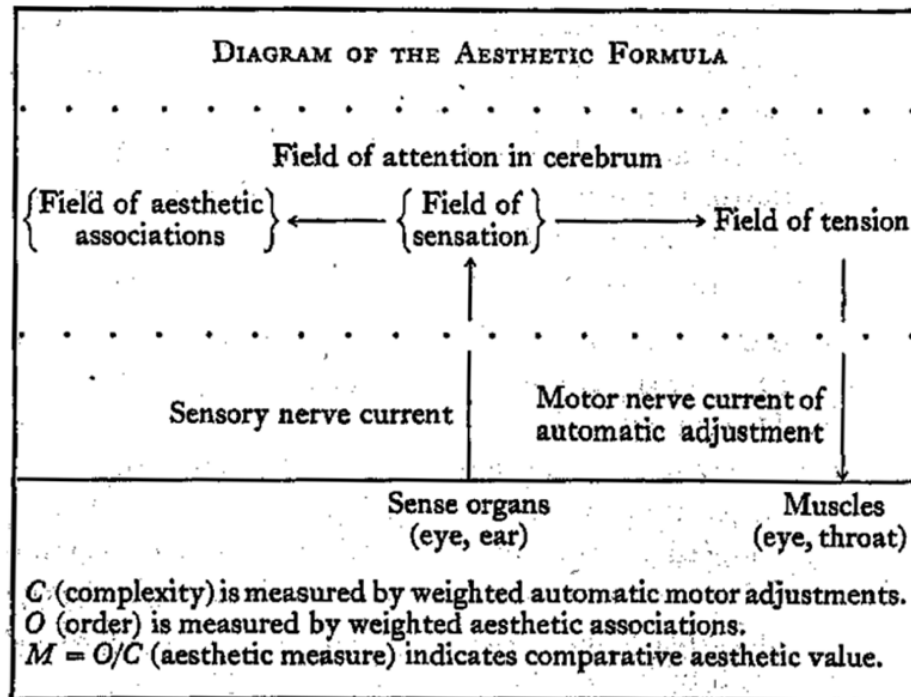 DIAGRAM OF THE AESTHETIC FORMULA
Field of attention in cerebrum
{Field of aesthetic associations} ← {Field of sensation} → Field of tension
Sensory nerve current
Motor nerve current of
automatic adjustment
Sense organs
(eye, ear)
Muscles
(eye, throat)
C (complexity) is measured by weighted automatic motor adjustments.
O (order) is measured by weighted aesthetic associations.
M = O/C (aesthetic measure) indicates comparative aesthetic value.